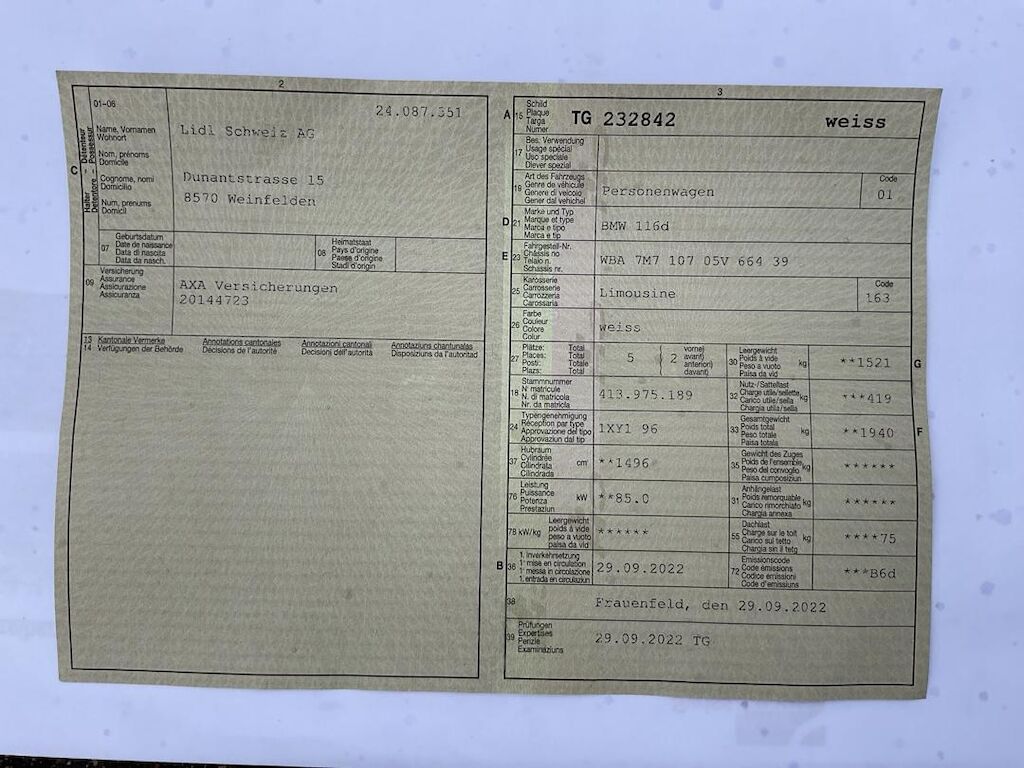 2
01-06
24.087.351
Halter – Détenteur
Detentore – Possessur
C
Name, Vornamen
Wohnort
Nom, prénoms
Domicile
Cognome, nomi
Domicilio
Num, prenums
Domicil
Lidl Schweiz AG
Dunantstrasse 15
8570 Weinfelden
07
Geburtsdatum
Date de naissance
Data di nascita
Data da nasch.
08
Heimatstaat
Pays d'origine
Paese d'origine
Stadi d'origin
09
Versicherung
Assurance
Assicurazione
Assicuranza
AXA Versicherungen
20144723
13 Kantonale Vermerke
14 Verfügungen der Behörde
Annotations cantonales
Décisions de l'autorité
Annotazioni cantonali
Decisioni dell'autorità
Annotaziuns chantunalas
Disposiziuns da l'autoritad
3
A
15
Schild
Plaque
Targa
Numer
TG 232842 weiss
17
Bes. Verwendung
Usage spécial
Uso speciale
Diever spezial
19
Art des Fahrzeugs
Genre de véhicule
Genere di veicolo
Gener dal vehichel
Personenwagen
Code
01
D
21
Marke und Typ
Marque et type
Marca e tipo
Marca e tip
BMW 116d
E
23
Fahrgestell-Nr.
Châssis no
Telaio n.
Schassis nr.
WBA 7M7 107 05V 664 39
25
Karosserie
Carrosserie
Carrozzeria
Carossaria
Limousine
Code
163
26
Farbe
Couleur
Colore
Colur
weiss
27
Plätze: Total
Places: Total
Posti: Totale
Plazs: Total
5
( 2
vorne)
avant)
anteriori)
davant)
30
Leergewicht
Poids à vide
Peso a vuoto
Paisa da vid
kg
**1521
G
18
Stammnummer
N° matricule
N. di matricola
Nr. da matricla
413.975.189
32
Nutz-/Sattellast
Charge utile/sellette
Carico utile/sella
Chargia utila/sella
kg
***419
24
Typengenehmigung
Réception par type
Approvazione del tipo
Approvaziun dal tip
1XY1 96
33
Gesamtgewicht
Poids total
Peso totale
Paisa totala
kg
**1940
F
37
Hubraum
Cylindrée
Cilindrata
Cilindrada
cm³
**1496
35
Gewicht des Zuges
Poids de l'ensemble
Peso del convoglio
Paisa cumposiziun
kg
******
76
Leistung
Puissance
Potenza
Prestaziun
kW
**85.0
31
Anhängelast
Poids remorquable
Carico rimorchiato
Chargia annexa
kg
******
78 kW/kg
Leergewicht
poids à vide
peso a vuoto
paisa da vid
******
55
Dachlast
Charge sur le toit
Carico sul tetto
Chargia sin il tetg
kg
****75
B
36
1. Inverkehrsetzung
1re mise en circulation
1a messa in circolazione
1. entrada en circulaziun
29.09.2022
72
Emissionscode
Code émissions
Codice emissioni
Code d'emissiuns
***B6d
38
Frauenfeld, den 29.09.2022
39
Prüfungen
Expertises
Perizie
Examinaziuns
29.09.2022 TG